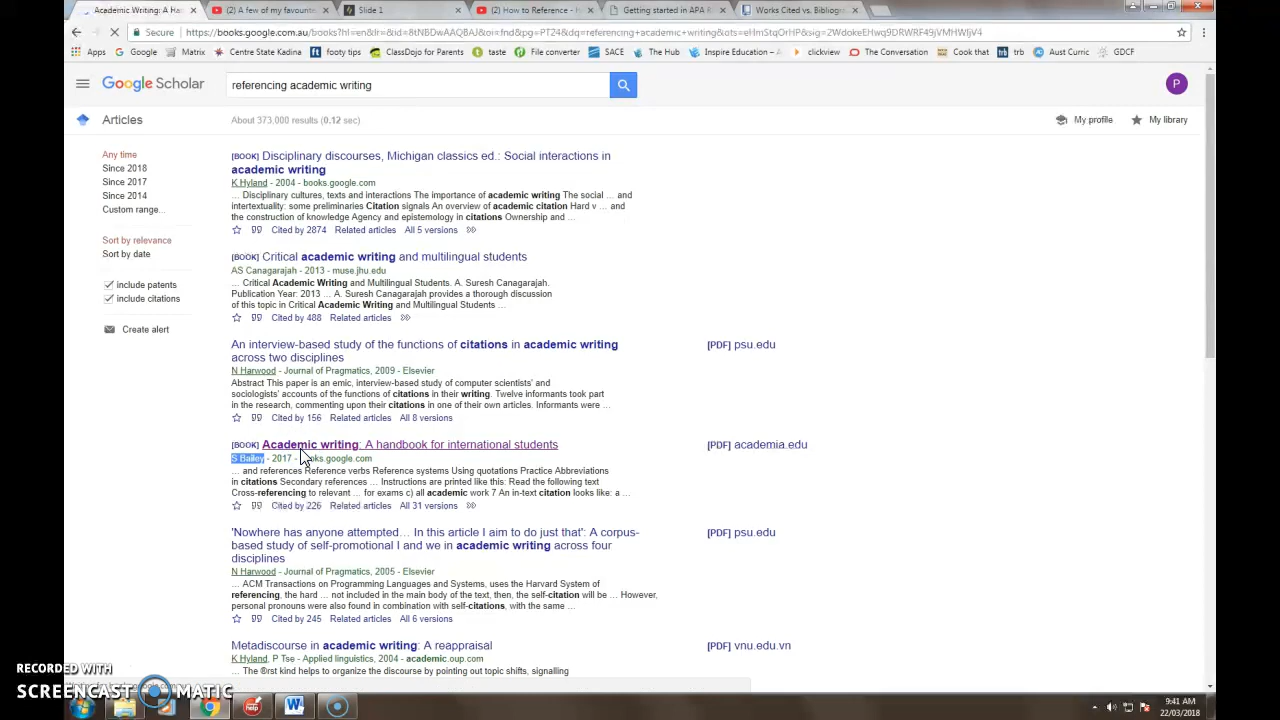 Academic Writing: A Ha
(2) A few of my favourite
Slide 1
(2) How to Reference -
Getting started in APA R
Works Cited vs. Bibliogra
Secure
https://books.google.com.au/books?hl=en&lr=&id=
Apps Google Matrix Centre State Kadina footy tips ClassDojo for Parents taste File converter SACE The Hub Inspire Education - clickview The Conversation Cook that trb Aust Curric GDCF
Google Scholar
referencing academic writing
P
Articles
About 373,000 results (0.12 sec)
My profile
My library
Any time
Since 2018
Since 2017
Since 2014
Custom range...
Sort by relevance
Sort by date
include patents
include citations
Create alert
[BOOK] Disciplinary discourses, Michigan classics ed.: Social interactions in
academic writing
K Hyland - 2004 - books.google.com
... Disciplinary cultures, texts and interactions The importance of academic writing The social ... and
intertextuality: some preliminaries Citation signals An overview of academic citation Hard v ... and
the construction of knowledge Agency and epistemology in citations Ownership and ...
Cited by 2874 Related articles All 5 versions
[BOOK] Critical academic writing and multilingual students
AS Canagarajah - 2013 - muse.jhu.edu
... Critical Academic Writing and Multilingual Students. A. Suresh Canagarajah.
Publication Year: 2013 ... A. Suresh Canagarajah provides a thorough discussion
of this topic in Critical Academic Writing and Multilingual Students ...
Cited by 488 Related articles
An interview-based study of the functions of citations in academic writing
across two disciplines
[PDF] psu.edu
N Harwood - Journal of Pragmatics, 2009 - Elsevier
Abstract This paper is an emic, interview-based study of computer scientists' and
sociologists' accounts of the functions of citations in their writing. Twelve informants took part
in the research, commenting upon their citations in one of their own articles. Informants were ...
Cited by 156 Related articles All 8 versions
[BOOK] Academic writing: A handbook for international students
[PDF] academia.edu
S Bailey - 2017 - books.google.com
... and references Reference verbs Reference systems Using quotations Practice Abbreviations
in citations Secondary references ... Instructions are printed like this: Read the following text
Cross-referencing to relevant ... for exams c) all academic work 7 An in-text citation looks like: a ...
Cited by 226 Related articles All 31 versions
'Nowhere has anyone attempted... In this article I aim to do just that': A corpus-
based study of self-promotional I and we in academic writing across four
disciplines
[PDF] psu.edu
N Harwood - Journal of Pragmatics, 2005 - Elsevier
... ACM Transactions on Programming Languages and Systems, uses the Harvard System of
referencing, the hard ... not included in the main body of the text, then, the self-citation will be ... However,
personal pronouns were also found in combination with self-citations, with the same ...
Cited by 245 Related articles All 6 versions
Metadiscourse in academic writing: A reappraisal
[PDF] vnu.edu.vn
K Hyland, P Tse - Applied linguistics, 2004 - academic.oup.com
... The ®rst kind helps to organize the discourse by pointing out topic shifts, signalling
RECORDED WITH
SCREENCAST MATIC
9:41 AM
22/03/2018